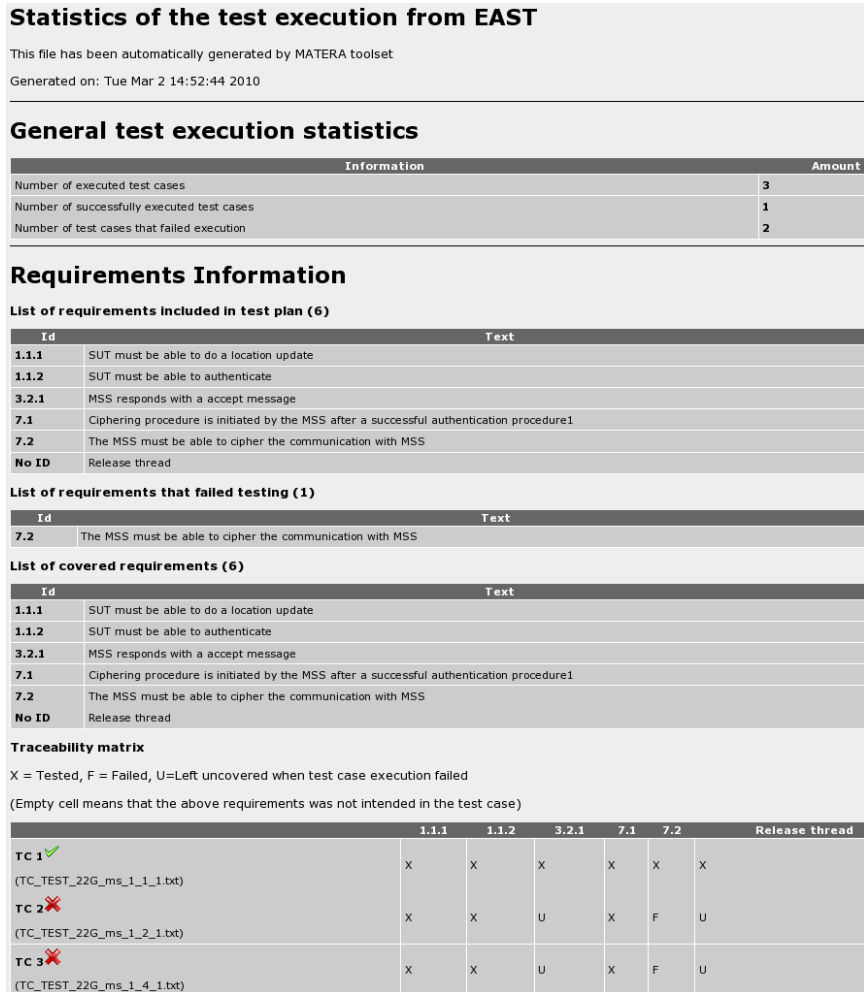 Statistics of the test execution from EAST
This file has been automatically generated by MATERA toolset
Generated on: Tue Mar 2 14:52:44 2010
General test execution statistics
Information Amount
Number of executed test cases 3
Number of successfully executed test cases 1
Number of test cases that failed execution 2
Requirements Information
List of requirements included in test plan (6)
Id Text
1.1.1 SUT must be able to do a location update
1.1.2 SUT must be able to authenticate
3.2.1 MSS responds with a accept message
7.1 Ciphering procedure is initiated by the MSS after a successful authentication procedure1
7.2 The MSS must be able to cipher the communication with MSS
No ID Release thread
List of requirements that failed testing (1)
Id Text
7.2 The MSS must be able to cipher the communication with MSS
List of covered requirements (6)
Id Text
1.1.1 SUT must be able to do a location update
1.1.2 SUT must be able to authenticate
3.2.1 MSS responds with a accept message
7.1 Ciphering procedure is initiated by the MSS after a successful authentication procedure1
7.2 The MSS must be able to cipher the communication with MSS
No ID Release thread
Traceability matrix
X = Tested, F = Failed, U=Left uncovered when test case execution failed
(Empty cell means that the above requirements was not intended in the test case)
1.1.1 1.1.2 3.2.1 7.1 7.2 Release thread
TC 1
X X X X X X
(TC_TEST_22G_ms_1_1_1.txt)
TC 2
X X U X F U
(TC_TEST_22G_ms_1_2_1.txt)
TC 3
X X U X F U
(TC_TEST_22G_ms_1_4_1.txt)